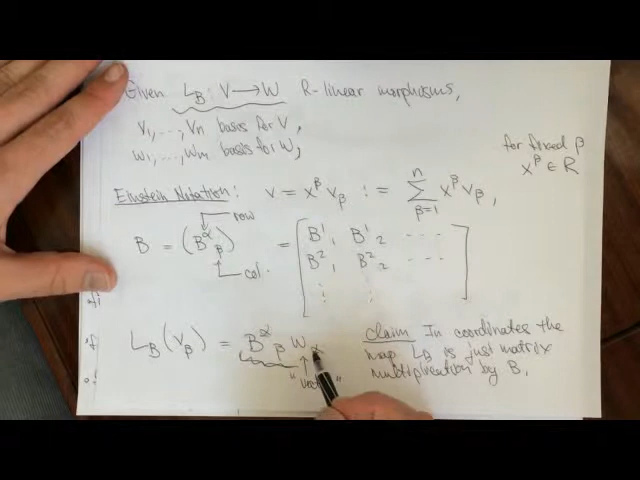 Given L_B : V → W R-linear morphisms,
v_1, ..., v_n basis for V,
w_1, ..., w_m basis for W,
for fixed β
x^β ∈ R
Einstein Notation : v = x^β v_β := Σ_{β=1}^{n} x^β v_β,
row
B = (B^α_β) = [ B^1_1 B^1_2 ---
B^2_1 B^2_2 ---
⋮ ⋮ ]
col.
L_B(v_β) = B^α_β w_α
claim In coordinates the
map L_B is just matrix
multiplication by B,